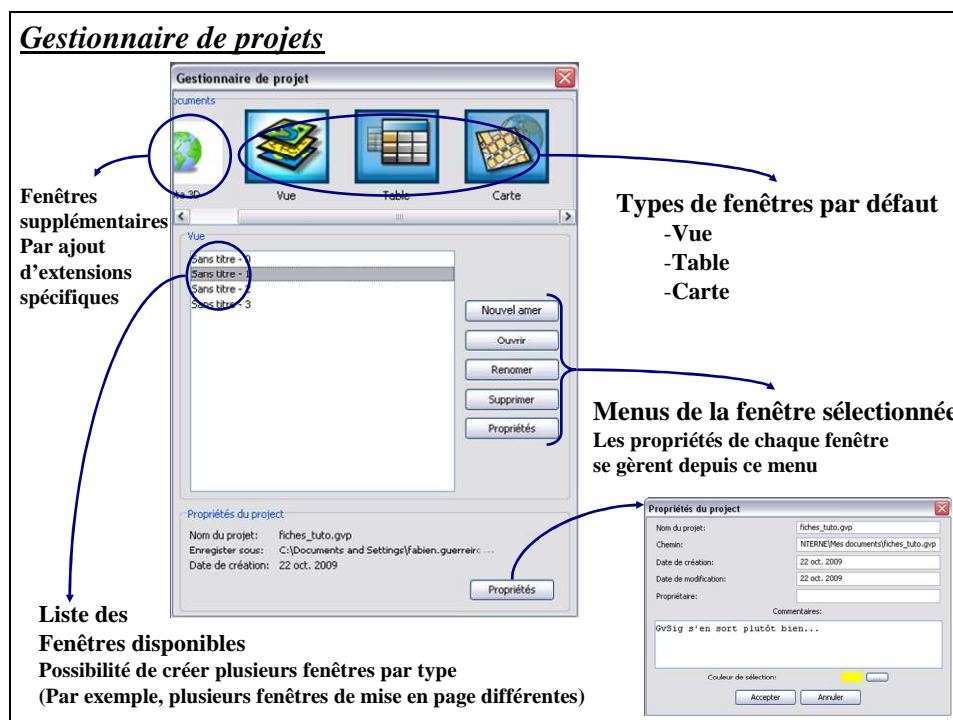 Gestionnaire de projets
Gestionnaire de projet
ocuments
Vue
Table
Carte
Fenêtres
supplémentaires
Par ajout
d'extensions
spécifiques
Types de fenêtres par défaut
-Vue
-Table
-Carte
Vue
Sans titre - 0
Sans titre - 1
Sans titre - 2
Sans titre - 3
Nouvel amer
Ouvrir
Renomer
Supprimer
Propriétés
Menus de la fenêtre sélectionnée
Les propriétés de chaque fenêtre
se gèrent depuis ce menu
Propriétés du project
Nom du projet: fiches_tuto.gvp
Enregister sous: C:\Documents and Settings\fabien.guerreirc ...
Date de création: 22 oct. 2009
Propriétés
Propriétés du project
Nom du projet: fiches_tuto.gvp
Chemin: NTERNE\Mes documents\fiches_tuto.gvp
Date de création: 22 oct. 2009
Date de modification: 22 oct. 2009
Propriétaire:
Commentaires:
GvSig s'en sort plutôt bien...
Couleur de sélection: ...
Accepter Annuler
Liste des
Fenêtres disponibles
Possibilité de créer plusieurs fenêtres par type
(Par exemple, plusieurs fenêtres de mise en page différentes)